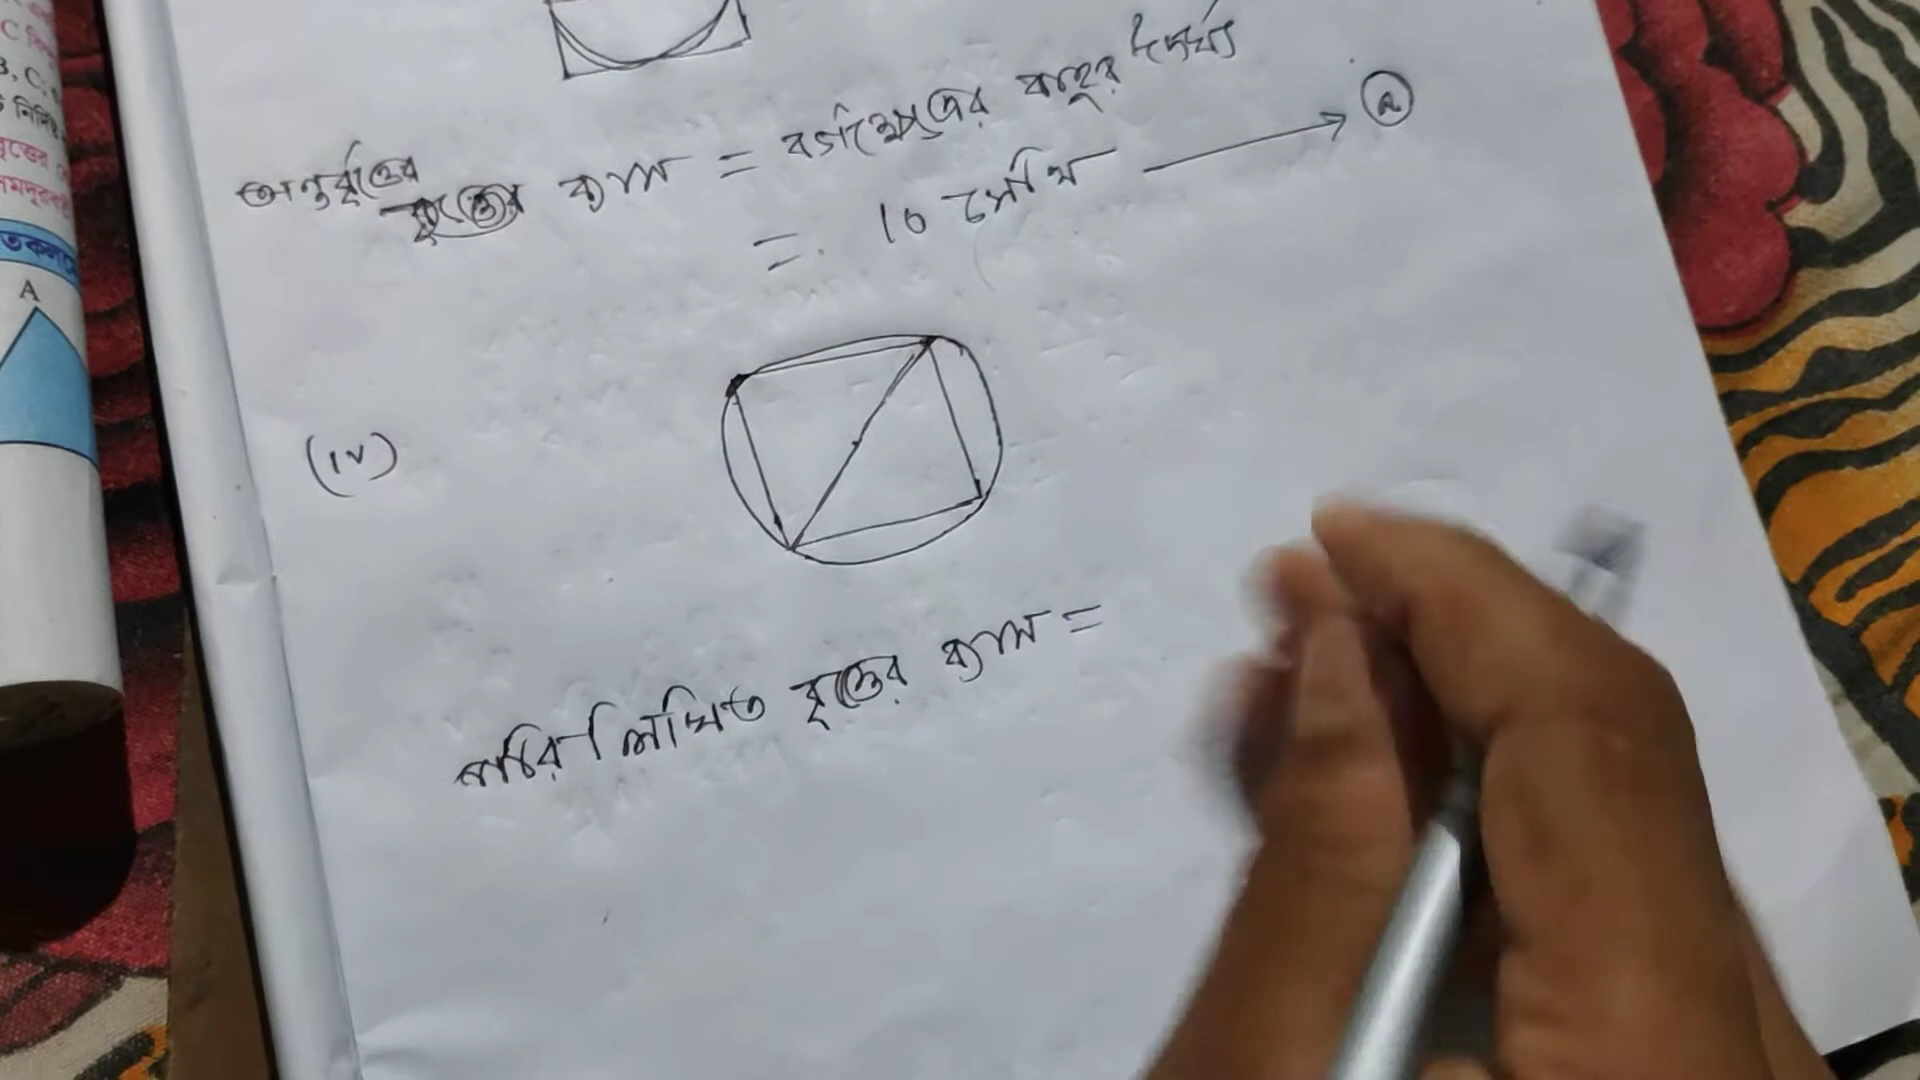 অন্তর্বৃত্তের
ব্যাস = বর্গক্ষেত্রের বাহুর দৈর্ঘ্য
= 10 সেমি → (a)
(iv)
পরিলিখিত বৃত্তের ব্যাস =
A